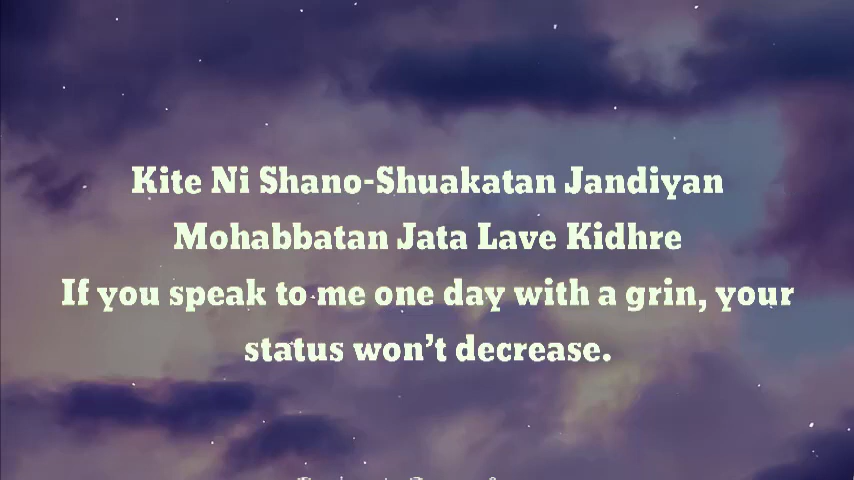 Kite Ni Shano-Shuakatan Jandiyan
Mohabbatan Jata Lave Kidhre
If you speak to me one day with a grin, your
status won’t decrease.